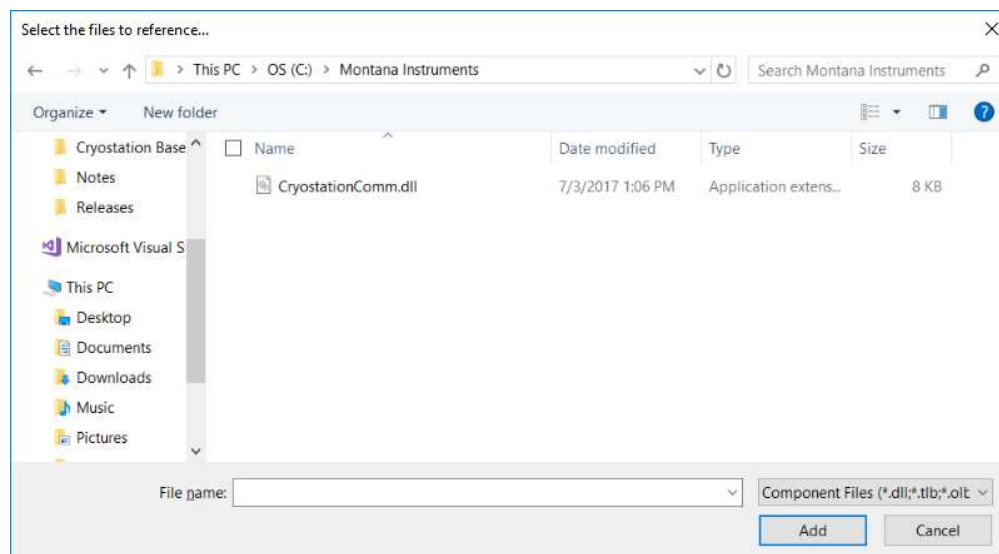 Select the files to reference...
This PC > OS (C:) > Montana Instruments
Search Montana Instruments
Organize
New folder
?
Cryostation Base
Notes
Releases
Microsoft Visual S
This PC
Desktop
Documents
Downloads
Music
Pictures
Name Date modified Type Size
CryostationComm.dll 7/3/2017 1:06 PM Application extens... 8 KB
File name:
Component Files (*.dll;*.tlb;*.olb
Add
Cancel